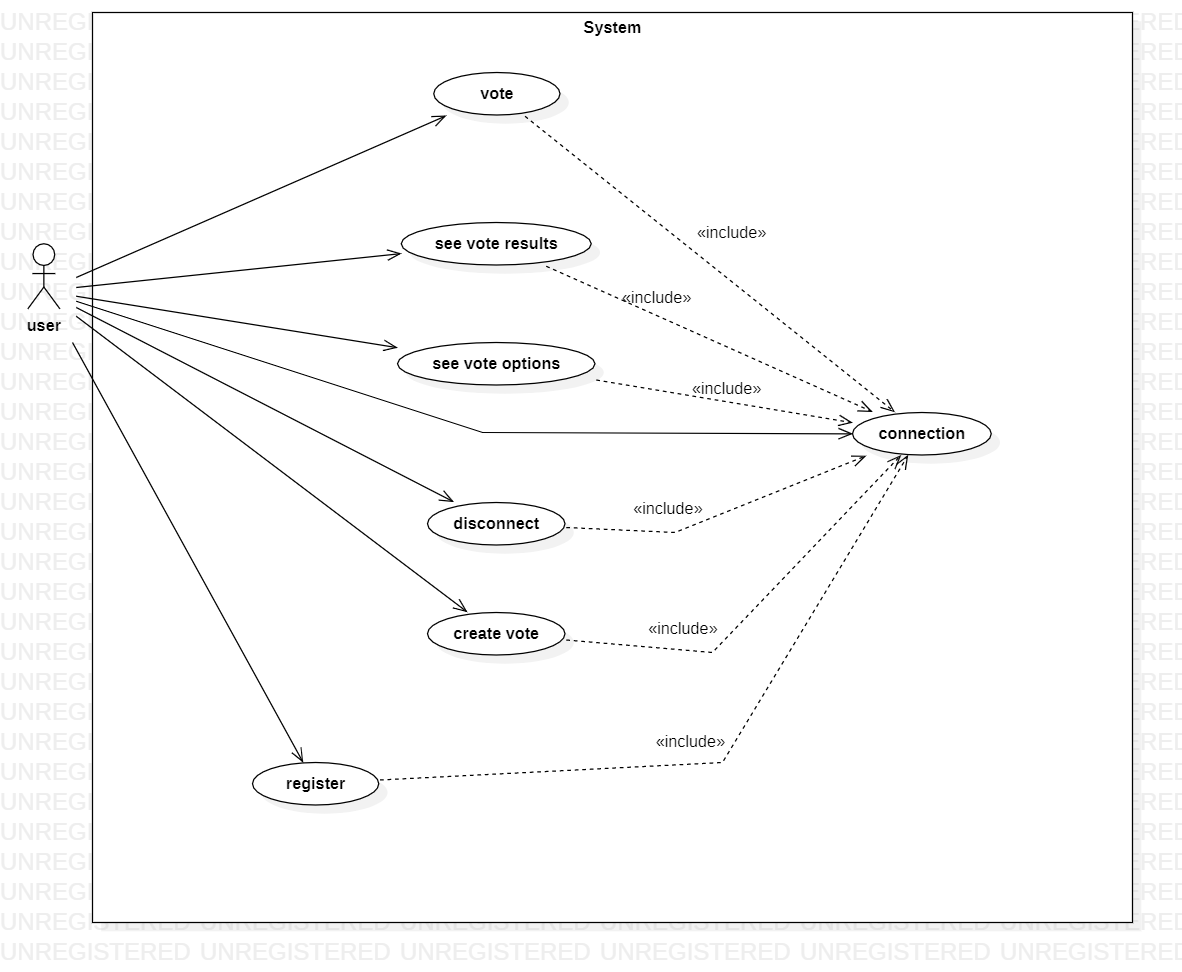 System
vote
«include»
see vote results
«include»
user
see vote options
«include»
connection
«include»
disconnect
«include»
create vote
«include»
register
UNREGISTERED UNREGISTERED UNREGISTERED UNREGISTERED UNREGISTERED UNREGISTERED